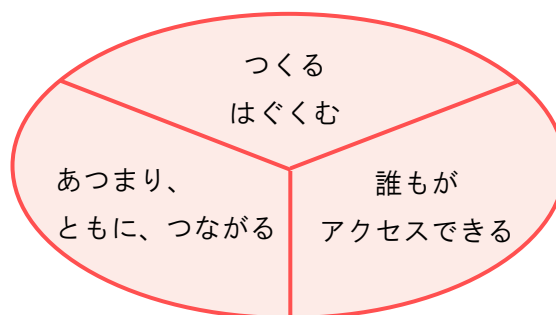 つくる
はぐくむ
あつまり、
ともに、つながる
誰もが
アクセスできる